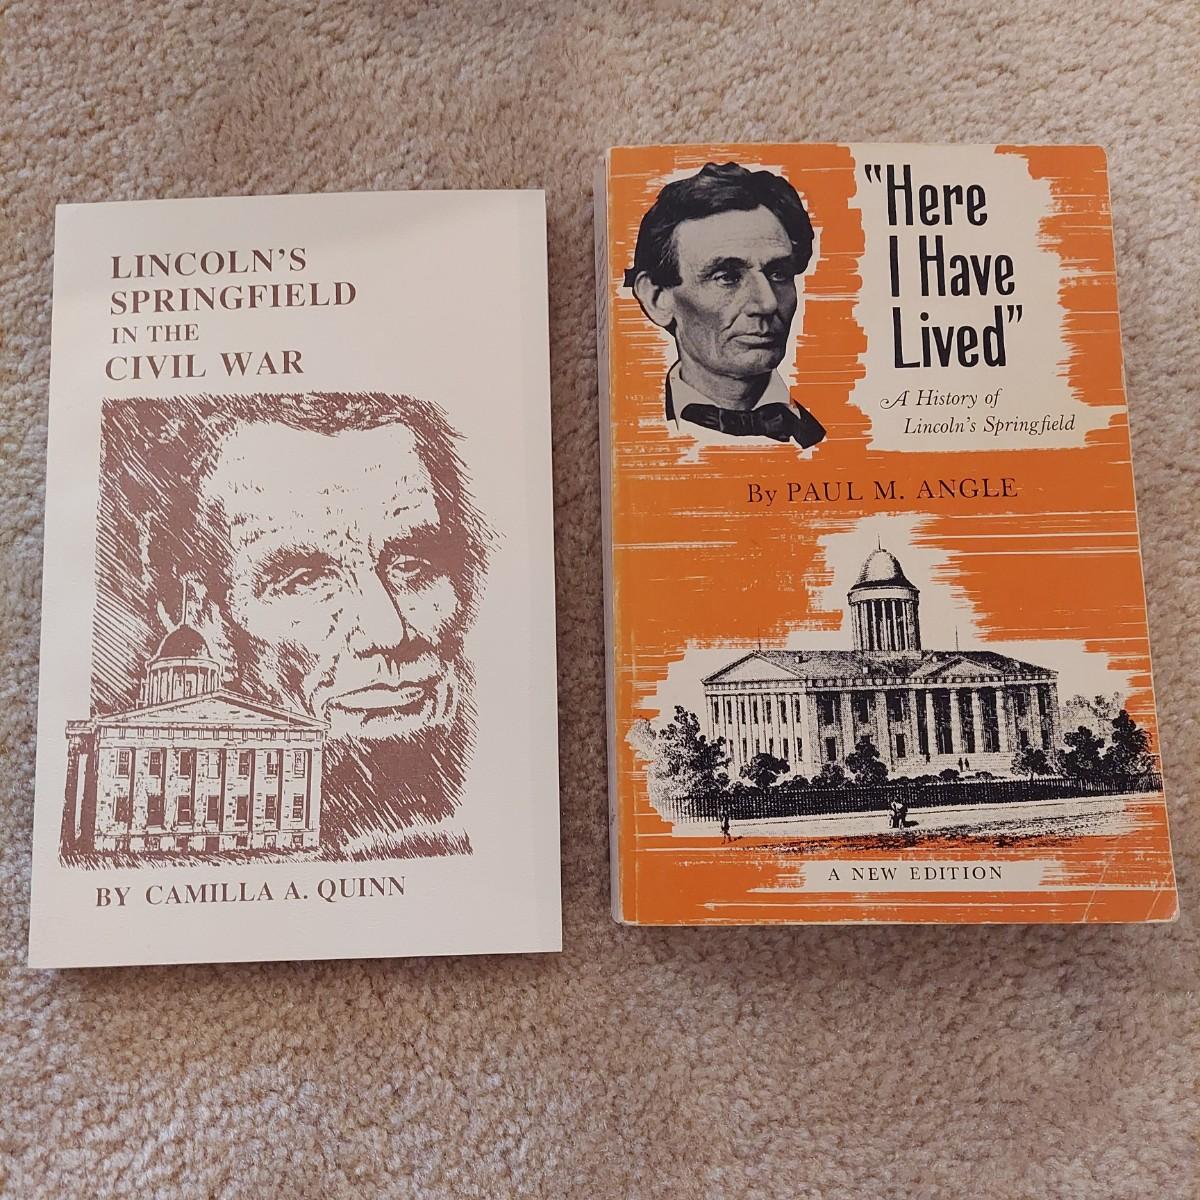 LINCOLN'S
SPRINGFIELD
IN THE
CIVIL WAR
BY CAMILLA A. QUINN
"Here
I Have
Lived"
A History of
Lincoln's Springfield
By PAUL M. ANGLE
A NEW EDITION